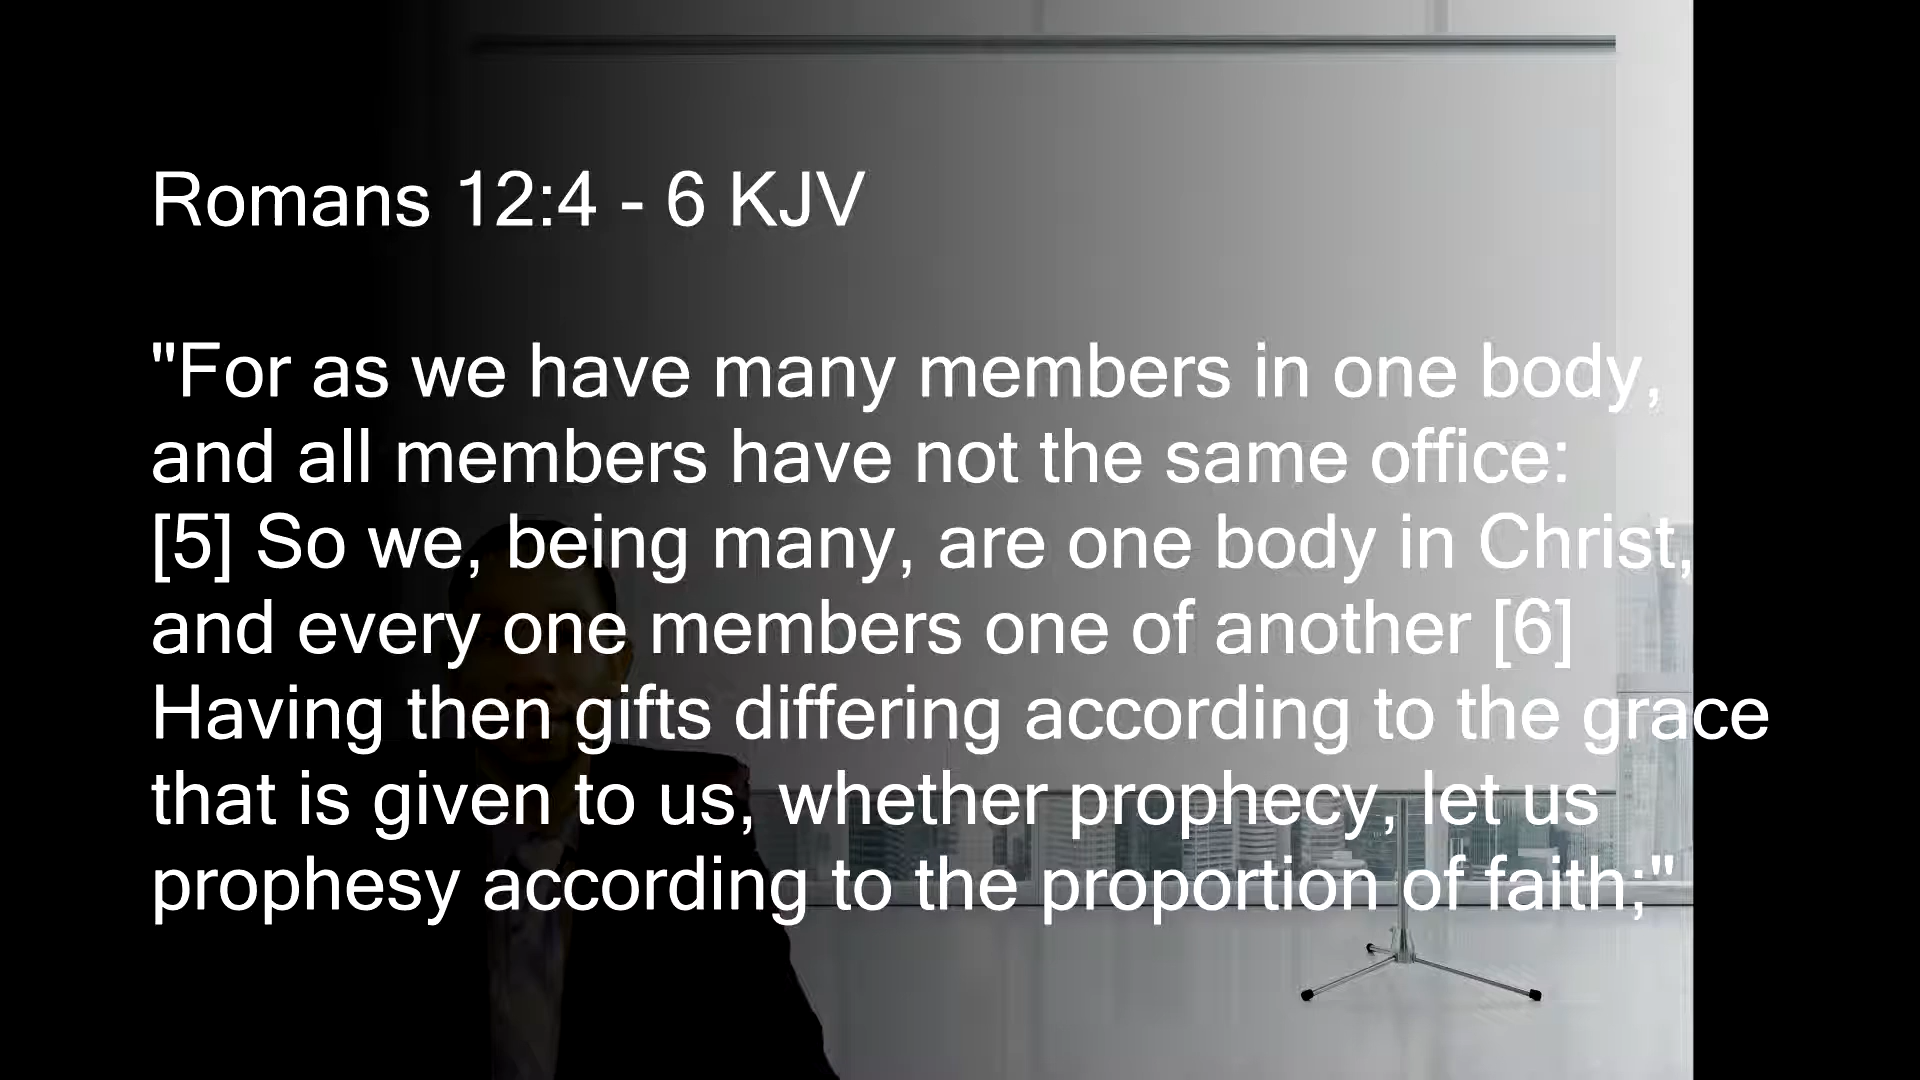 Romans 12:4 - 6 KJV
"For as we have many members in one body,
and all members have not the same office:
[5] So we, being many, are one body in Christ,
and every one members one of another [6]
Having then gifts differing according to the grace
that is given to us, whether prophecy, let us
prophesy according to the proportion of faith;"